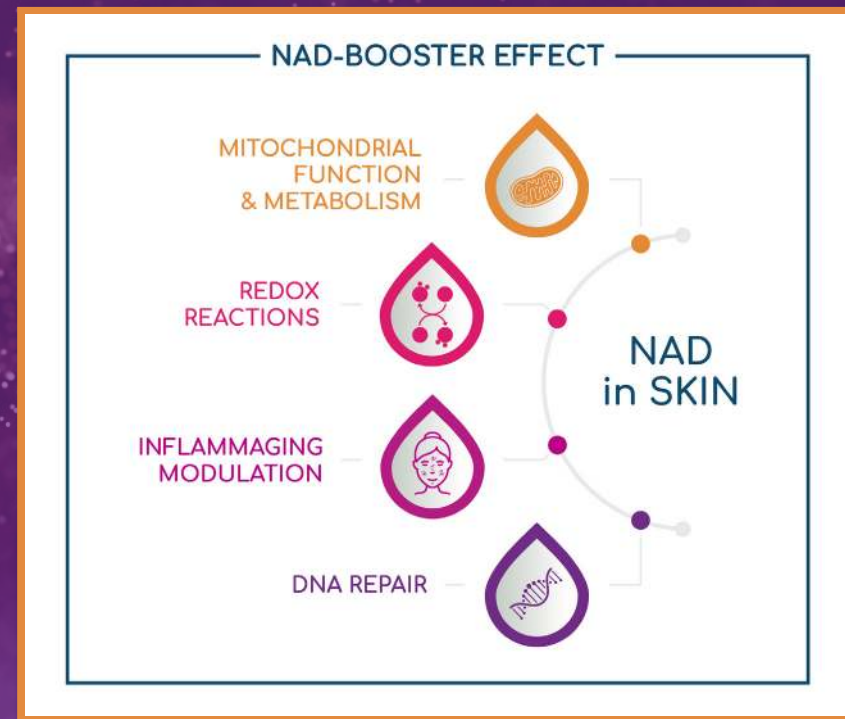 NAD-BOOSTER EFFECT
MITOCHONDRIAL
FUNCTION
& METABOLISM
REDOX
REACTIONS
NAD
in SKIN
INFLAMMAGING
MODULATION
DNA REPAIR